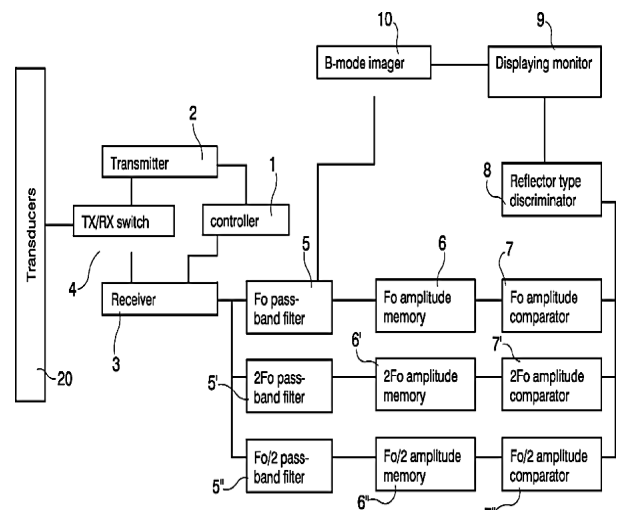 10
9
B-mode imager
Displaying monitor
2
Transmitter
1
8
Reflector type
discriminator
TX/RX switch
controller
Transducers
4
5
6
7
Receiver
3
Fo pass-
band filter
Fo amplitude
memory
Fo amplitude
comparator
6'
7'
20
5'
2Fo pass-
band filter
2Fo amplitude
memory
2Fo amplitude
comparator
Fo/2 pass-
band filter
Fo/2 amplitude
memory
Fo/2 amplitude
comparator
5"
6"
7"